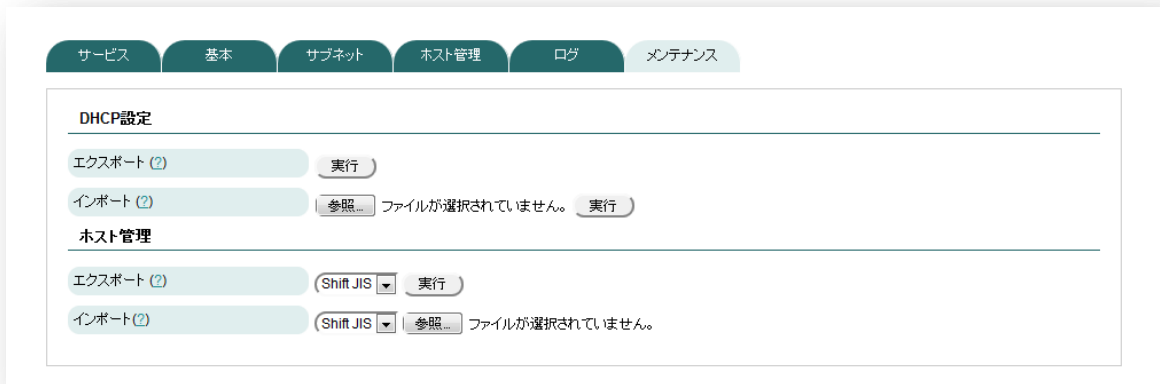 サービス 基本 サブネット ホスト管理 ログ メンテナンス
DHCP設定
エクスポート (?) 実行
インポート (?) 参照... ファイルが選択されていません。 実行
ホスト管理
エクスポート (?) Shift JIS 実行
インポート(?) Shift JIS 参照... ファイルが選択されていません。